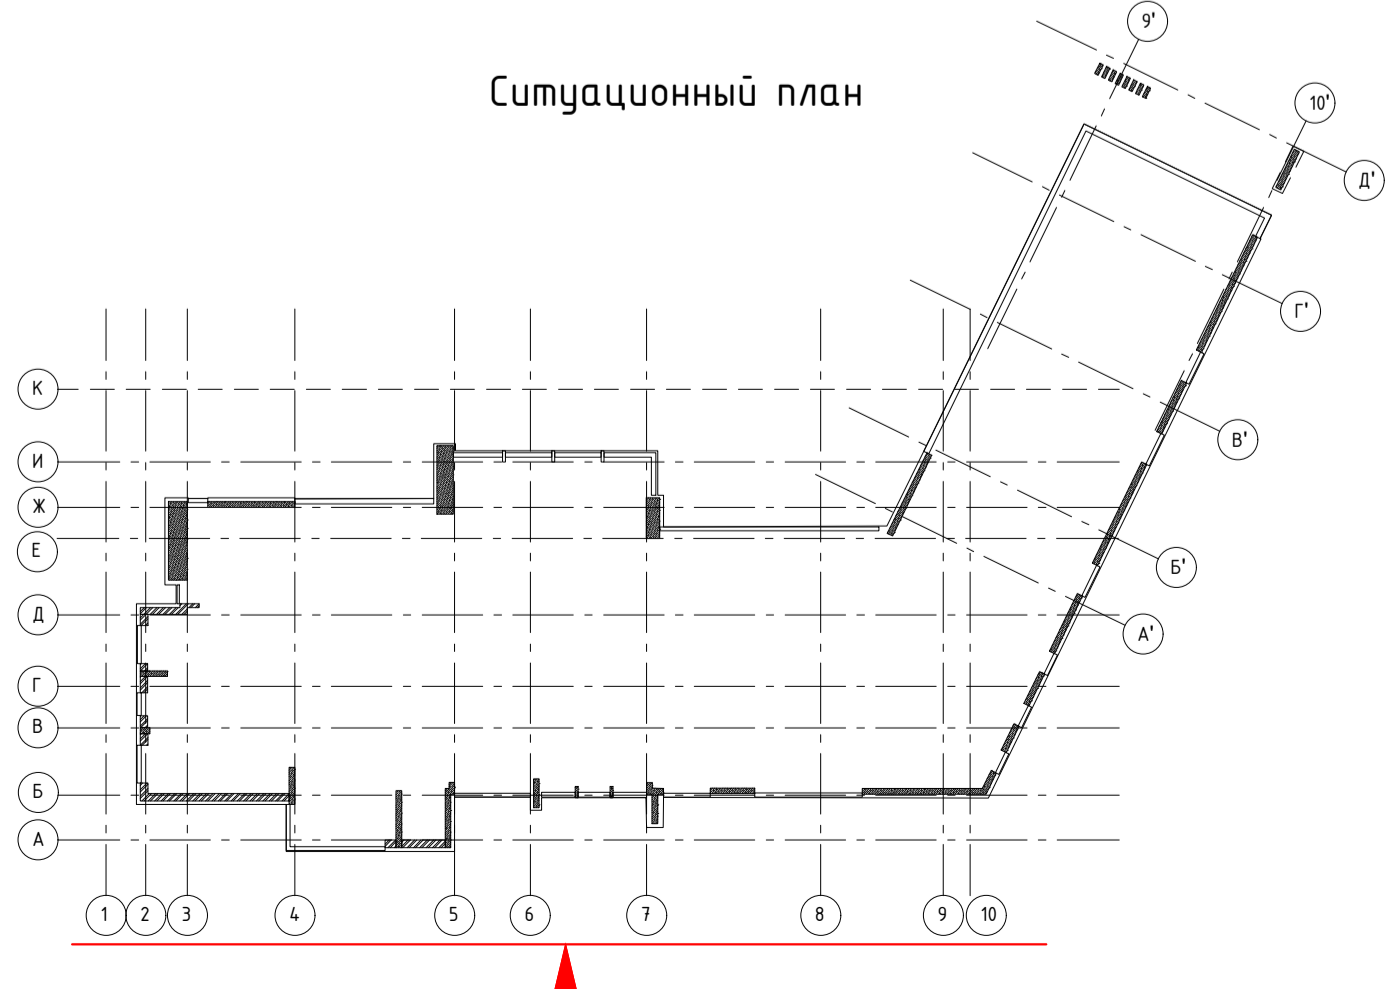 9'
Ситуационный план
10'
Д'
Г'
К
В'
И
Ж
Е
Б'
Д
А'
Г
В
Б
А
1 2 3 4 5 6 7 8 9 10